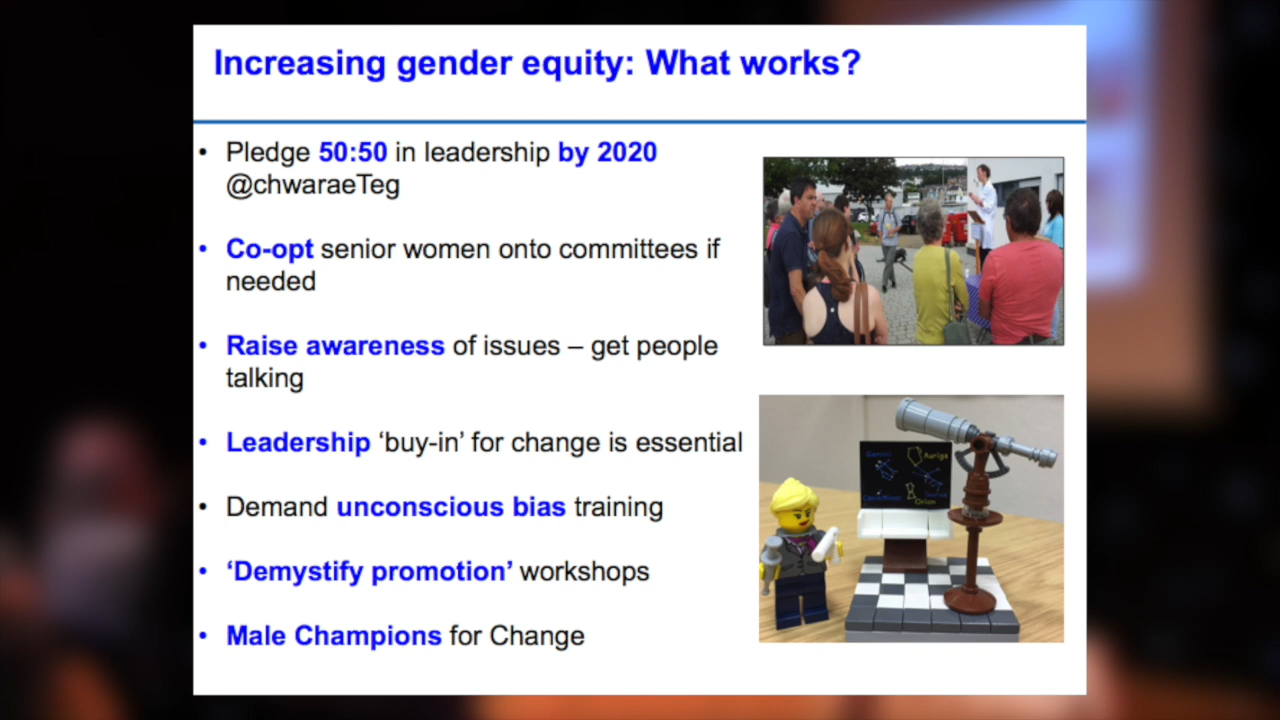 Increasing gender equity: What works?
• Pledge 50:50 in leadership by 2020
@chwaraeTeg
• Co-opt senior women onto committees if
needed
• Raise awareness of issues – get people
talking
• Leadership ‘buy-in’ for change is essential
• Demand unconscious bias training
• ‘Demystify promotion’ workshops
• Male Champions for Change
Gemini
Auriga
Taurus
Orion